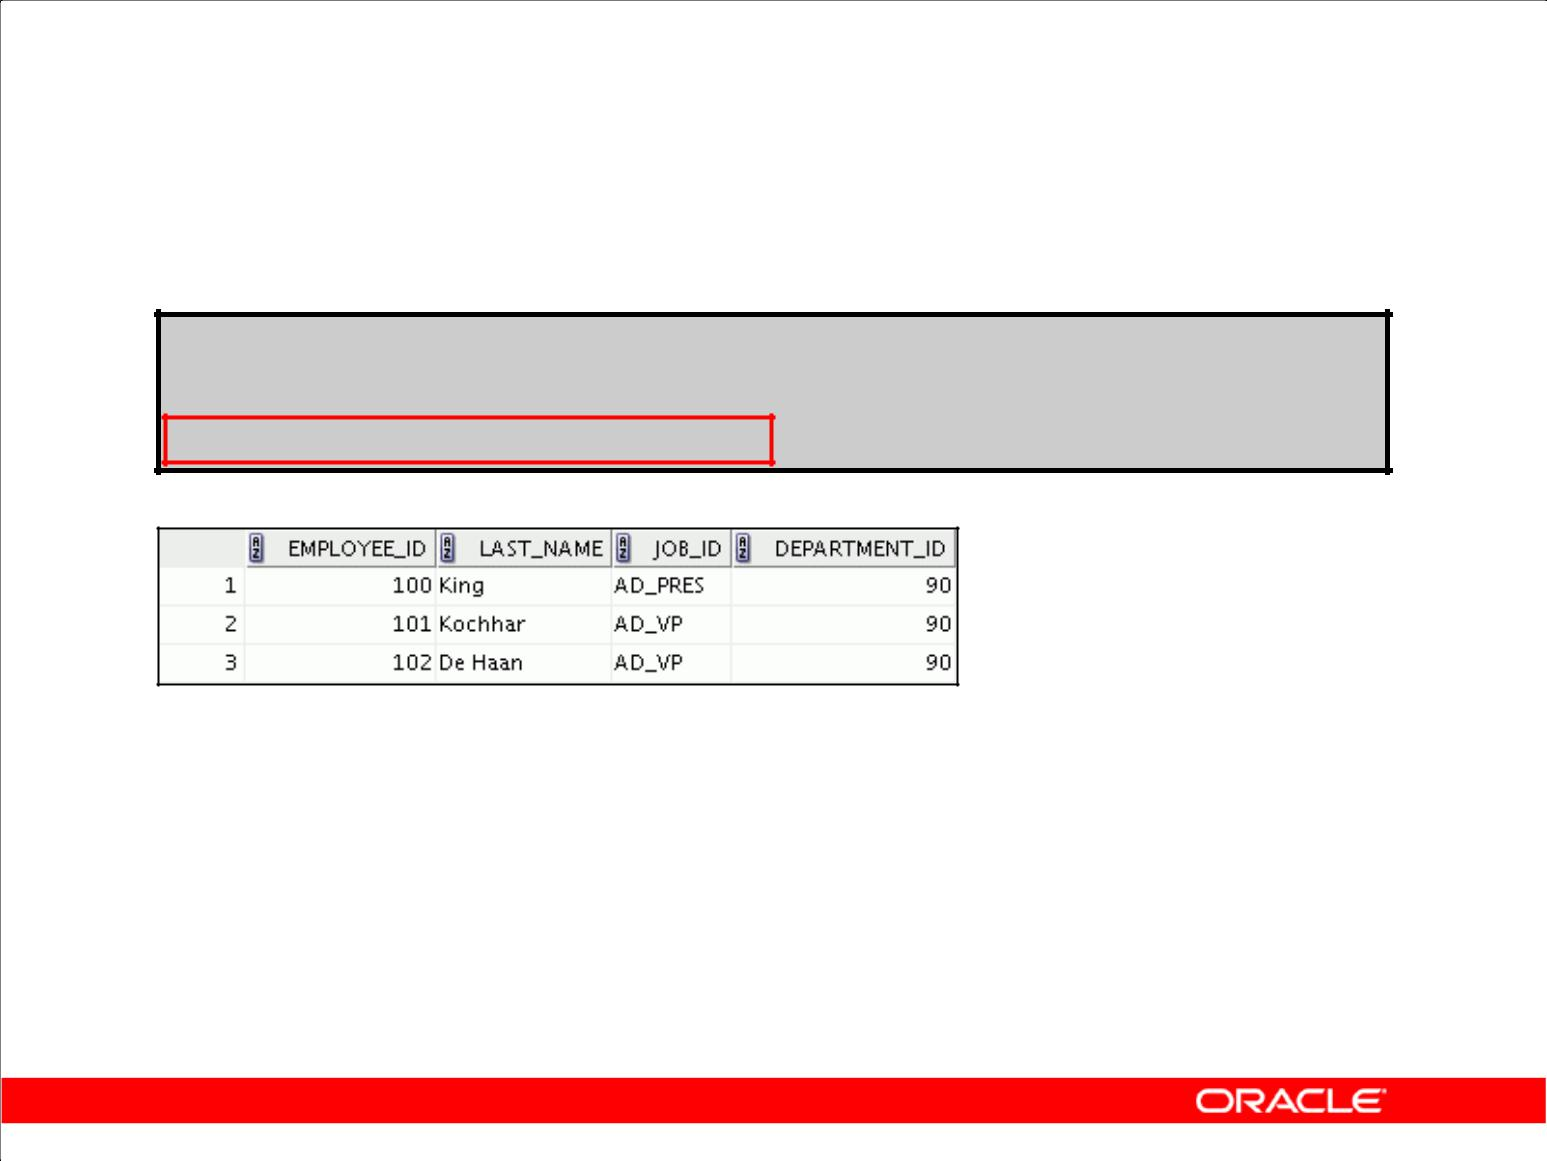 EMPLOYEE_ID LAST_NAME JOB_ID DEPARTMENT_ID
1 100 King AD_PRES 90
2 101 Kochhar AD_VP 90
3 102 De Haan AD_VP 90
ORACLE